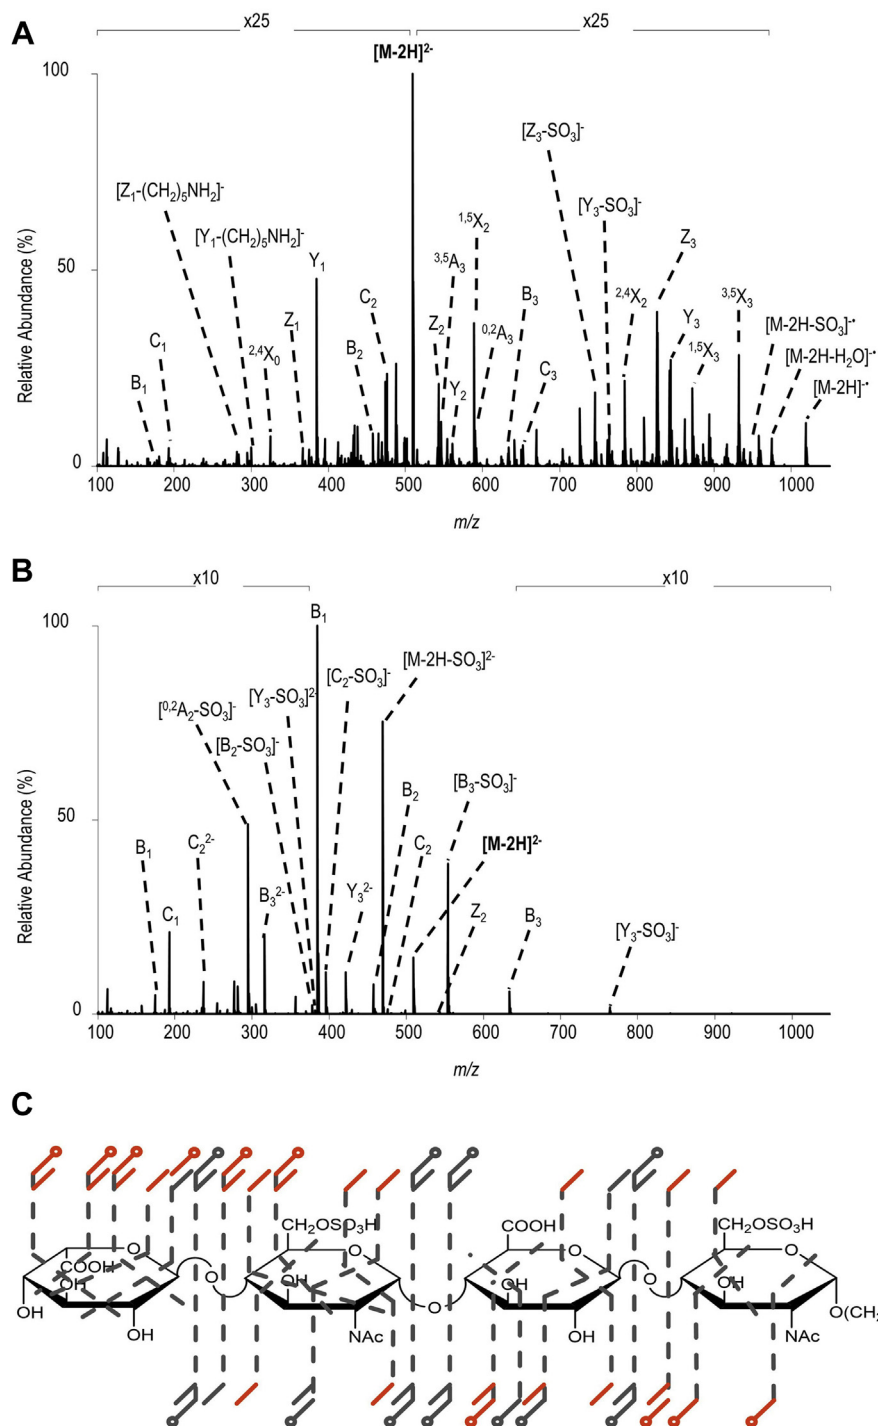 A
x25
x25
[M-2H]²⁻
100
[Z₃-SO₃]⁻
[Z₁-(CH₂)₅NH₂]⁻
[Y₃-SO₃]⁻
[Y₁-(CH₂)₅NH₂]⁻
¹,⁵X₂
Z₃
50
Y₁
³,⁵A₃
C₂
B₃
²,⁴X₂
³,⁵X₃
[M-2H-SO₃]⁻•
Z₁
Z₂
⁰,²A₃
Y₃
C₁
²,⁴X₀
B₂
Y₂
C₃
¹,⁵X₃
[M-2H-H₂O]⁻•
B₁
[M-2H]⁻•
0
Relative Abundance (%)
100 200 300 400 500 600 700 800 900 1000
m/z
B
x10
x10
100
B₁
[C₂-SO₃]⁻
[M-2H-SO₃]²⁻
[Y₃-SO₃]²⁻
[⁰,²A₂-SO₃]⁻
[B₂-SO₃]⁻
[B₃-SO₃]⁻
50
B₂
B₁
C₂²⁻
C₂
[M-2H]²⁻
C₁
B₃²⁻
Y₃²⁻
Z₂
B₃
[Y₃-SO₃]⁻
0
Relative Abundance (%)
100 200 300 400 500 600 700 800 900 1000
m/z
C
CH₂OSO₃H
COOH
CH₂OSO₃H
O
O
O
O
COOH
OH
OH
OH
OH
O
O
O
OH
OH
NAc
OH
NAc
O(CH₂